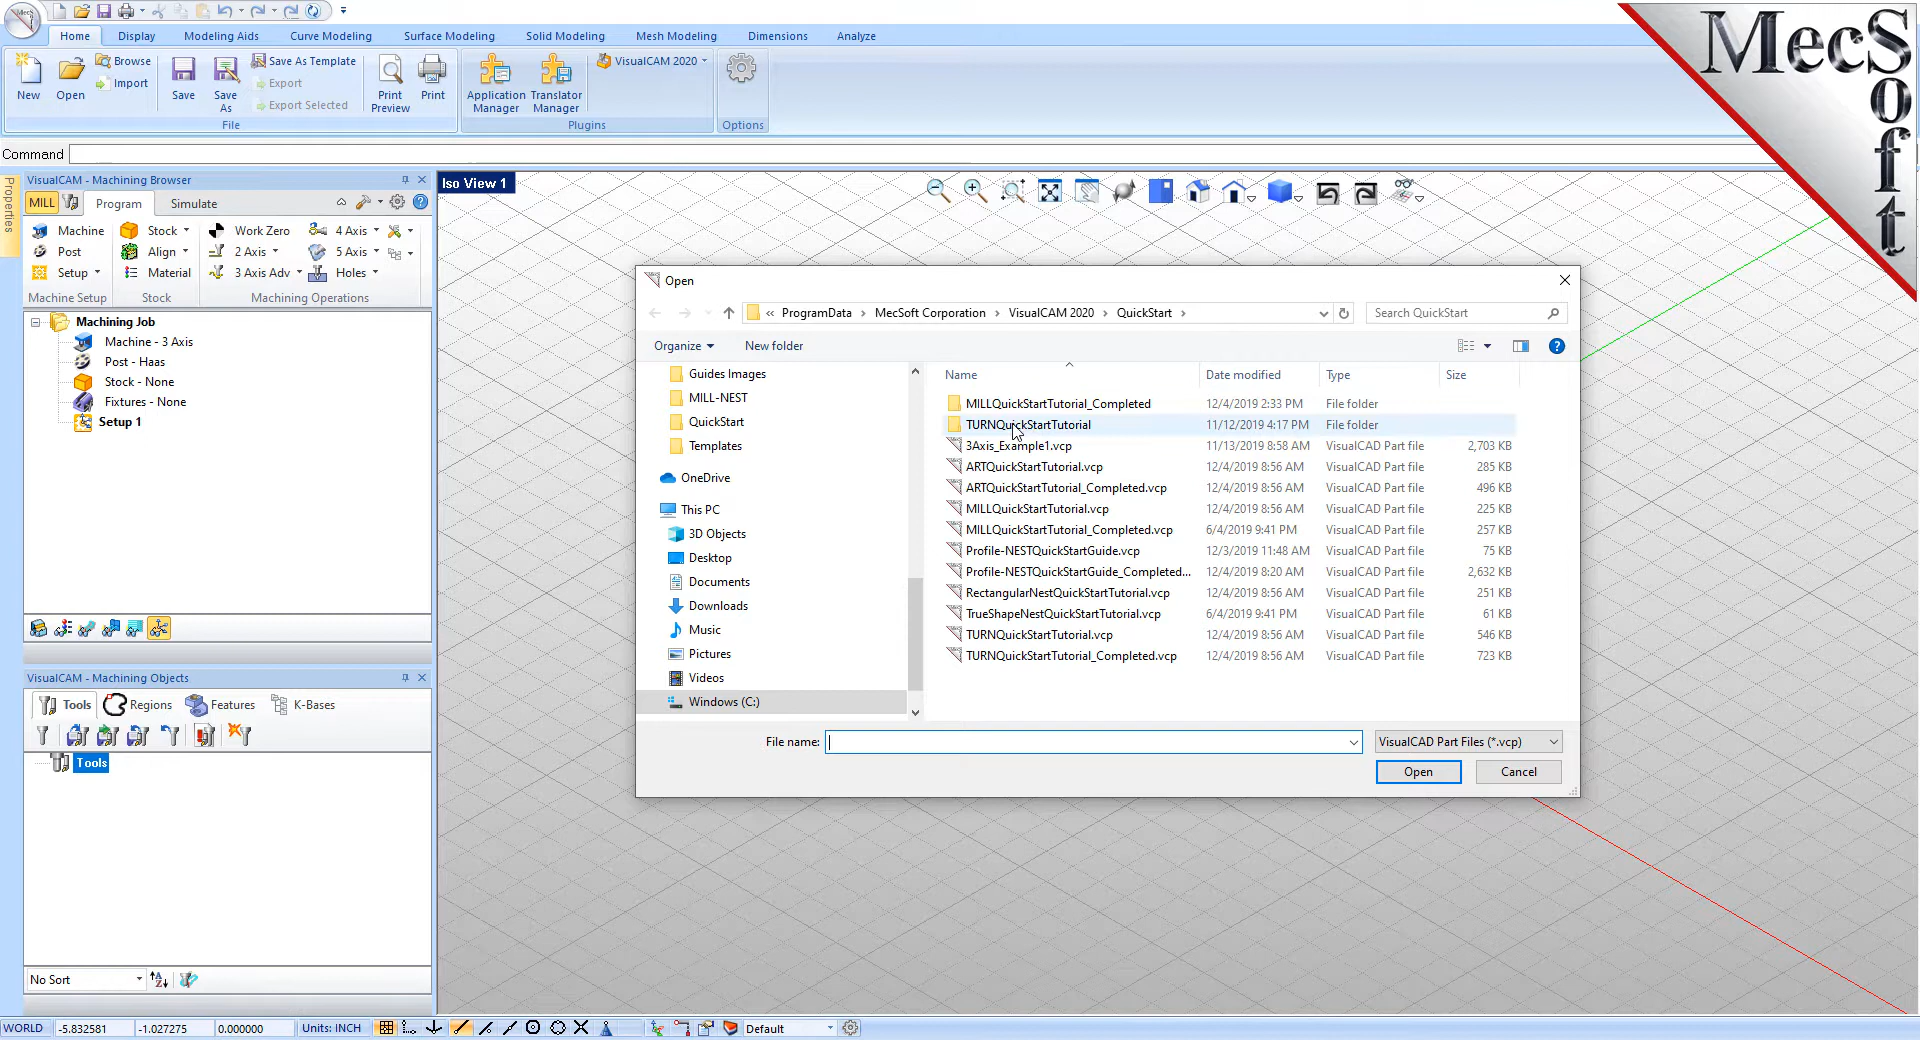 MecSoft
Home Display Modeling Aids Curve Modeling Surface Modeling Solid Modeling Mesh Modeling Dimensions Analyze
New Open Browse Import Save Save As Save As Template Export Export Selected Print Preview Print Application Manager Translator Manager VisualCAM 2020
File Plugins Options
Command
Properties
VisualCAM - Machining Browser
MILL Program Simulate
Machine Stock Work Zero 4 Axis
Post Align 2 Axis 5 Axis
Setup Material 3 Axis Adv Holes
Machine Setup Stock Machining Operations
Machining Job
Machine - 3 Axis
Post - Haas
Stock - None
Fixtures - None
Setup 1
VisualCAM - Machining Objects
Tools Regions Features K-Bases
Tools
No Sort
Iso View 1
Open
« ProgramData › MecSoft Corporation › VisualCAM 2020 › QuickStart ›
Search QuickStart
Organize New folder
Guides Images
MILL-NEST
QuickStart
Templates
OneDrive
This PC
3D Objects
Desktop
Documents
Downloads
Music
Pictures
Videos
Windows (C:)
Name Date modified Type Size
MILLQuickStartTutorial_Completed 12/4/2019 2:33 PM File folder
TURNQuickStartTutorial 11/12/2019 4:17 PM File folder
3Axis_Example1.vcp 11/13/2019 8:58 AM VisualCAD Part file 2,703 KB
ARTQuickStartTutorial.vcp 12/4/2019 8:56 AM VisualCAD Part file 285 KB
ARTQuickStartTutorial_Completed.vcp 12/4/2019 8:56 AM VisualCAD Part file 496 KB
MILLQuickStartTutorial.vcp 12/4/2019 8:56 AM VisualCAD Part file 225 KB
MILLQuickStartTutorial_Completed.vcp 6/4/2019 9:41 PM VisualCAD Part file 257 KB
Profile-NESTQuickStartGuide.vcp 12/3/2019 11:48 AM VisualCAD Part file 75 KB
Profile-NESTQuickStartGuide_Completed... 12/4/2019 8:20 AM VisualCAD Part file 2,632 KB
RectangularNestQuickStartTutorial.vcp 12/4/2019 8:56 AM VisualCAD Part file 251 KB
TrueShapeNestQuickStartTutorial.vcp 6/4/2019 9:41 PM VisualCAD Part file 61 KB
TURNQuickStartTutorial.vcp 12/4/2019 8:56 AM VisualCAD Part file 546 KB
TURNQuickStartTutorial_Completed.vcp 12/4/2019 8:56 AM VisualCAD Part file 723 KB
File name: VisualCAD Part Files (*.vcp)
Open Cancel
WORLD -5.832581 -1.027275 0.000000 Units: INCH Default